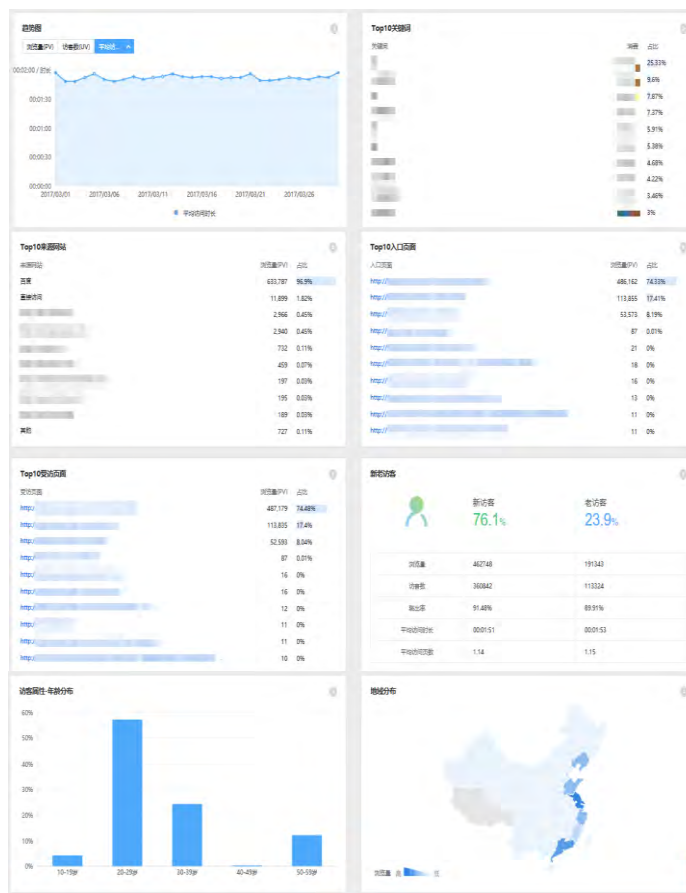 趋势图
浏览量(PV) 访客数(UV) 平均访...
00:02:00 / 时长
00:01:30
00:01:00
00:00:30
00:00:00
2017/03/01 2017/03/06 2017/03/11 2017/03/16 2017/03/21 2017/03/26
平均访问时长
Top10关键词
关键词 消费 占比
25.33%
9.6%
7.87%
7.37%
5.91%
5.38%
4.68%
4.22%
3.46%
3%
Top10来源网站
来源网站 浏览量(PV) 占比
百度 633,787 96.9%
直接访问 11,899 1.82%
2,966 0.45%
2,940 0.45%
732 0.11%
459 0.07%
197 0.03%
195 0.03%
189 0.03%
其他 727 0.11%
Top10入口页面
入口页面 浏览量(PV) 占比
http:// 486,162 74.33%
http:// 113,855 17.41%
http:// 53,573 8.19%
http:// 87 0.01%
http:// 21 0%
http:// 18 0%
http:// 16 0%
http:// 13 0%
http:// 11 0%
http:// 11 0%
Top10受访页面
受访页面 浏览量(PV) 占比
http:/ 487,179 74.48%
http:/ 113,835 17.4%
http:/ 52,593 8.04%
http:/ 87 0.01%
http:/ 16 0%
http:/ 16 0%
http:/ 12 0%
http:/ 11 0%
http:/ 11 0%
http:/ 10 0%
新老访客
新访客 老访客
76.1% 23.9%
浏览量 462748 191343
访客数 360842 113324
跳出率 91.48% 89.91%
平均访问时长 00:01:51 00:01:53
平均访问页数 1.14 1.15
访客属性-年龄分布
60%
50%
40%
30%
20%
10%
0%
10-19岁 20-29岁 30-39岁 40-49岁 50-59岁
地域分布
浏览量 高 低